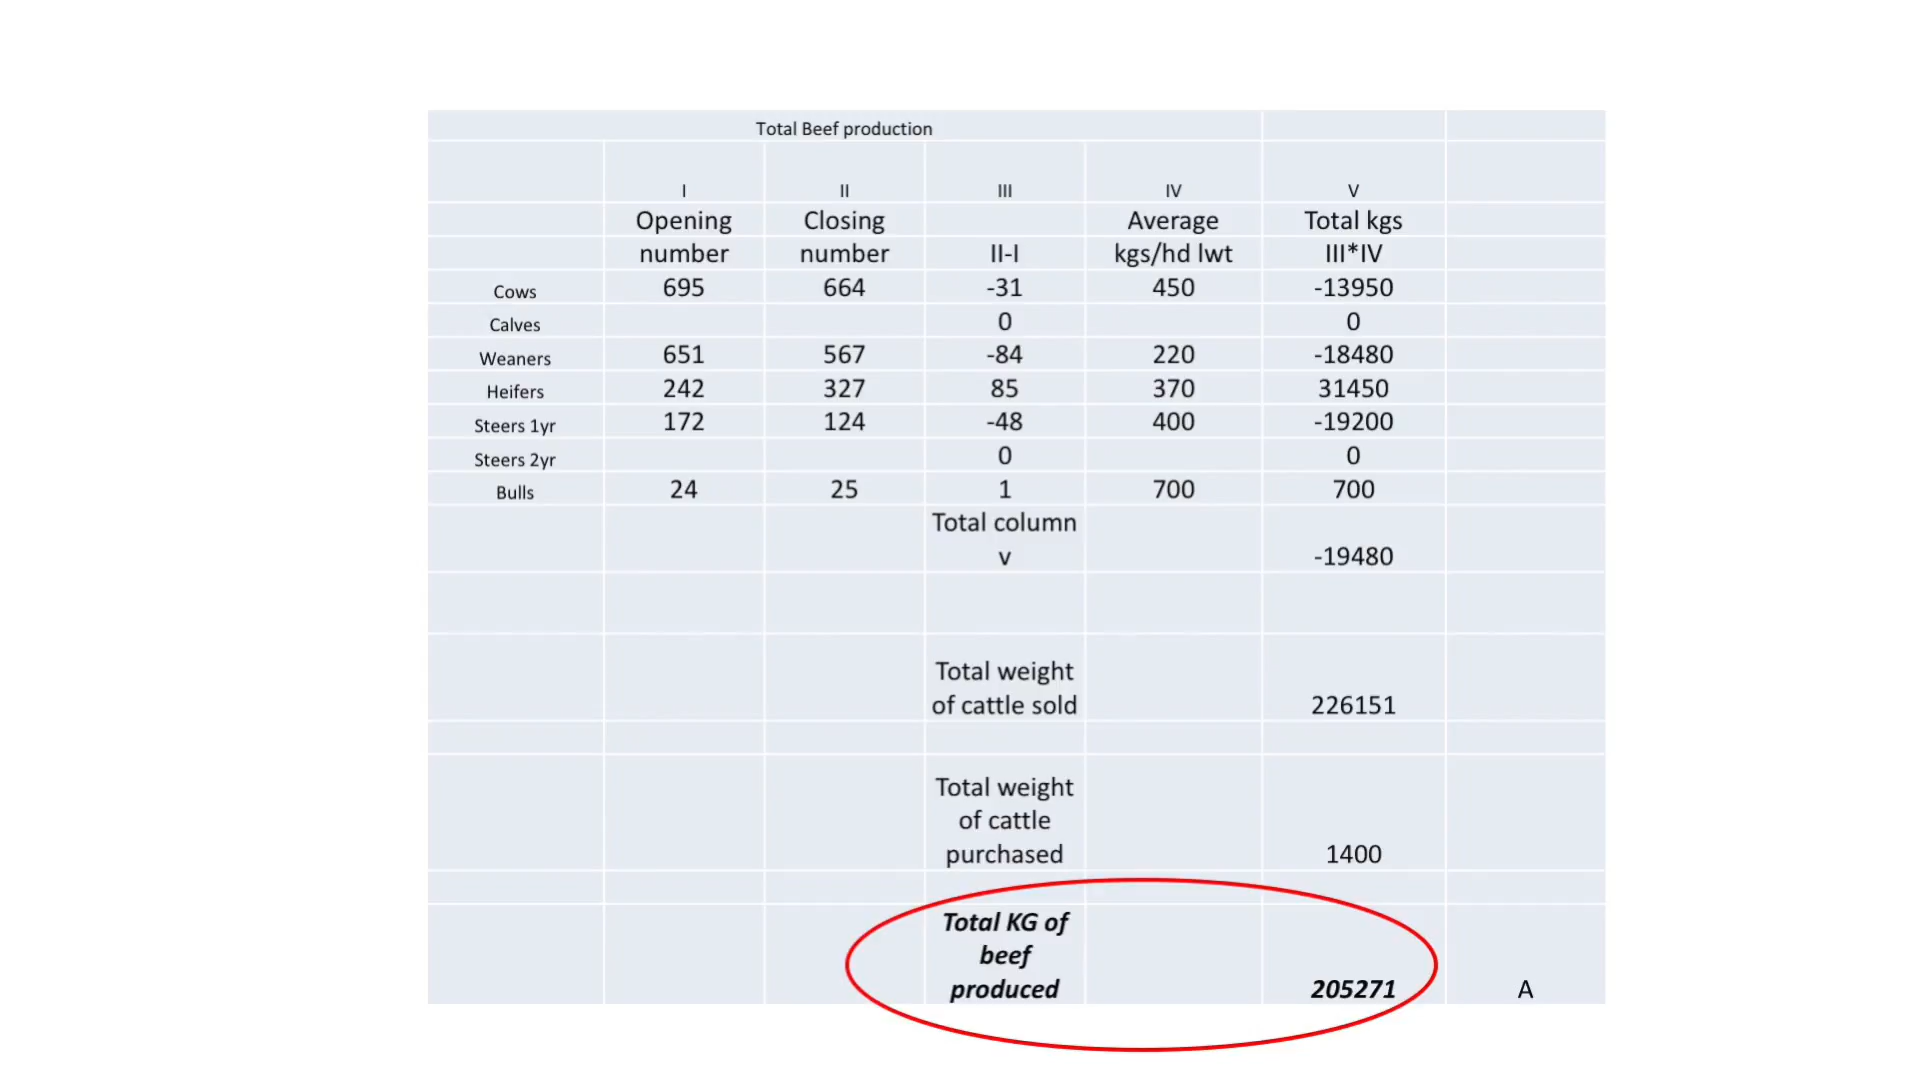 Total Beef production
I II III IV V
Opening Closing Average Total kgs
number number II-I kgs/hd lwt III*IV
Cows 695 664 -31 450 -13950
Calves 0 0
Weaners 651 567 -84 220 -18480
Heifers 242 327 85 370 31450
Steers 1yr 172 124 -48 400 -19200
Steers 2yr 0 0
Bulls 24 25 1 700 700
Total column
v -19480
Total weight
of cattle sold 226151
Total weight
of cattle
purchased 1400
Total KG of
beef
produced 205271 A